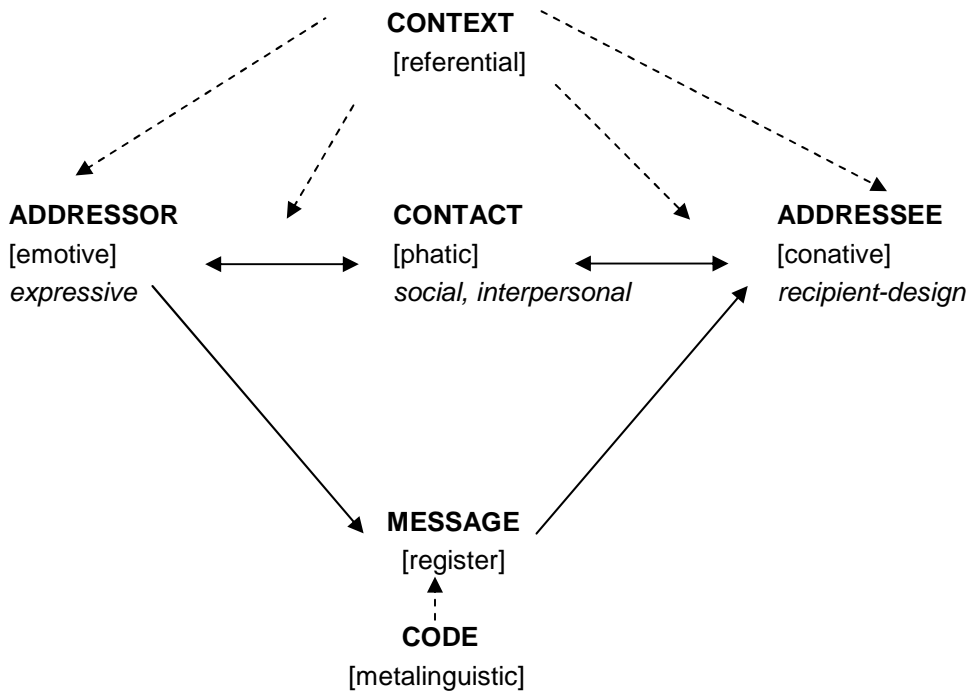 CONTEXT
[referential]
ADDRESSOR
[emotive]
expressive
CONTACT
[phatic]
social, interpersonal
ADDRESSEE
[conative]
recipient-design
MESSAGE
[register]
CODE
[metalinguistic]